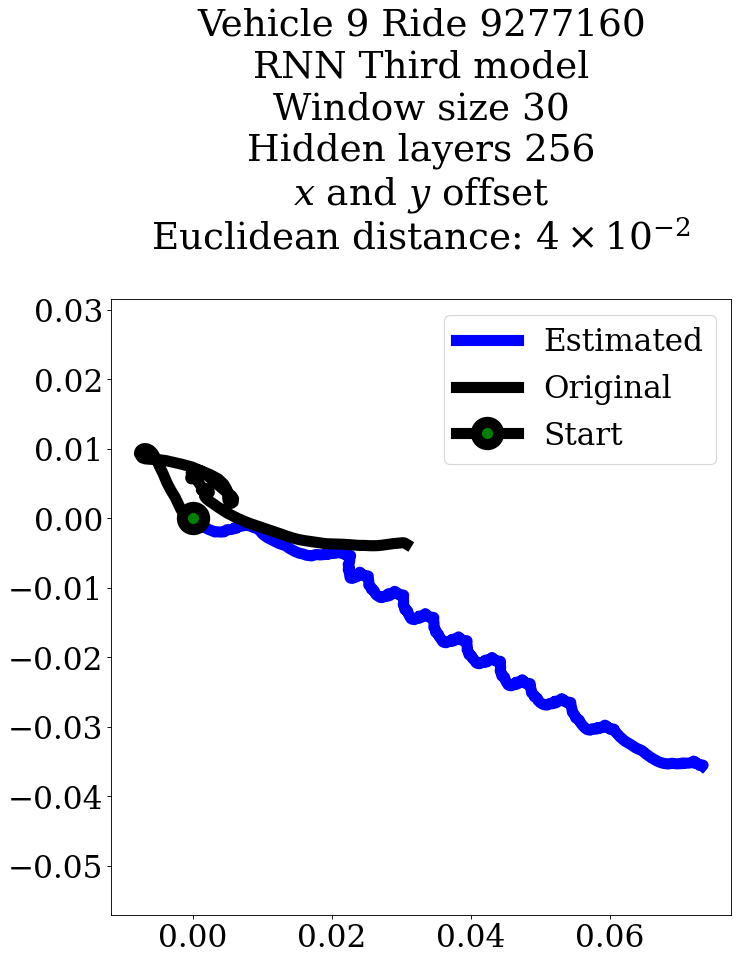 Vehicle 9 Ride 9277160
RNN Third model
Window size 30
Hidden layers 256
x and y offset
Euclidean distance: 4 × 10⁻²
Estimated
Original
Start
0.03
0.02
0.01
0.00
−0.01
−0.02
−0.03
−0.04
−0.05
0.00 0.02 0.04 0.06